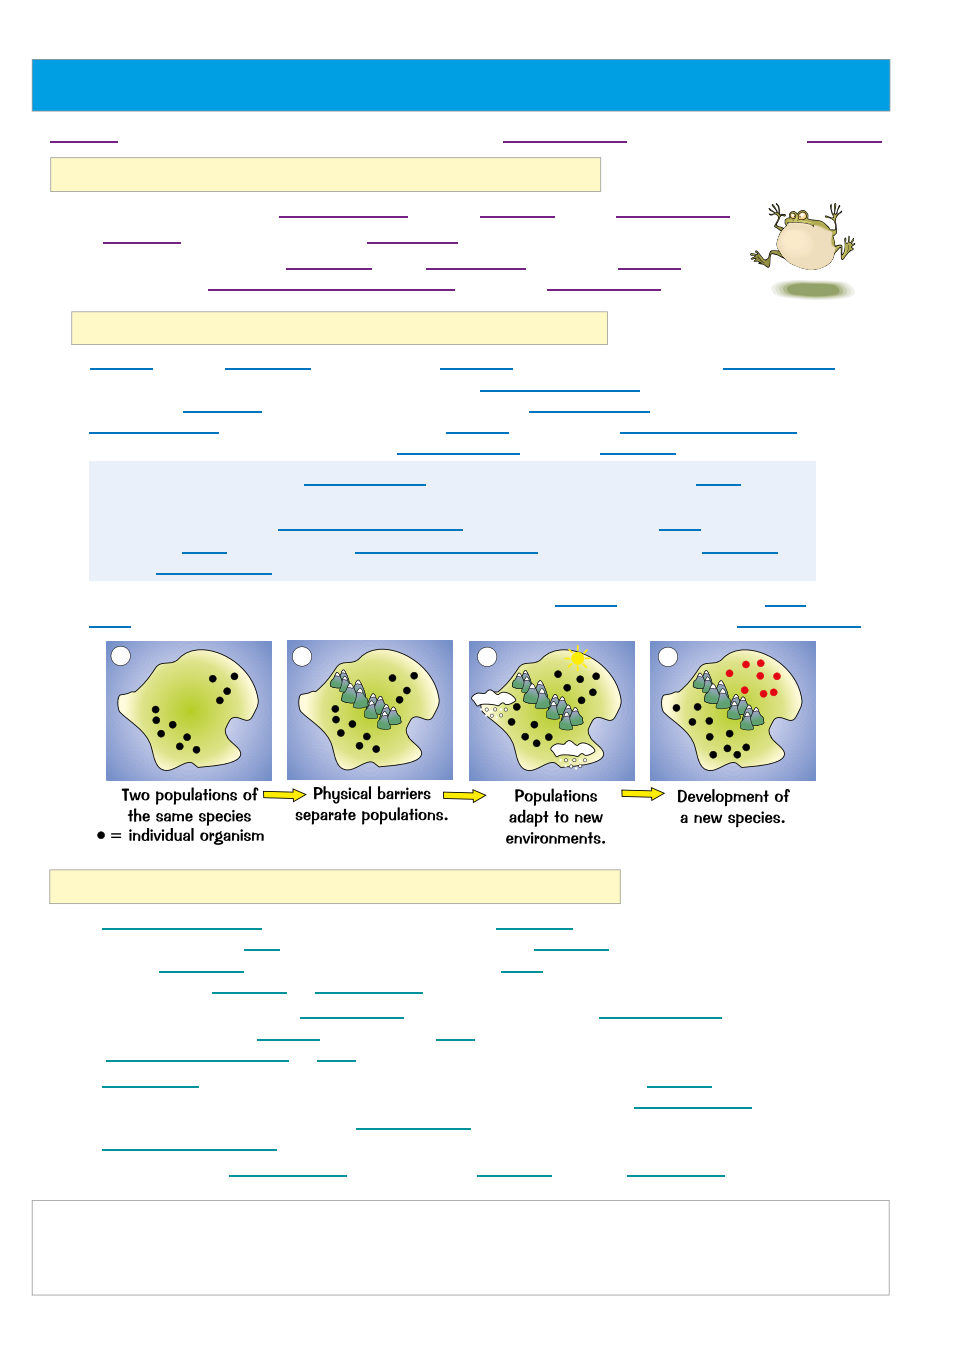 Two populations of
the same species
= individual organism
Physical barriers
separate populations.
Populations
adapt to new
environments.
Development of
a new species.